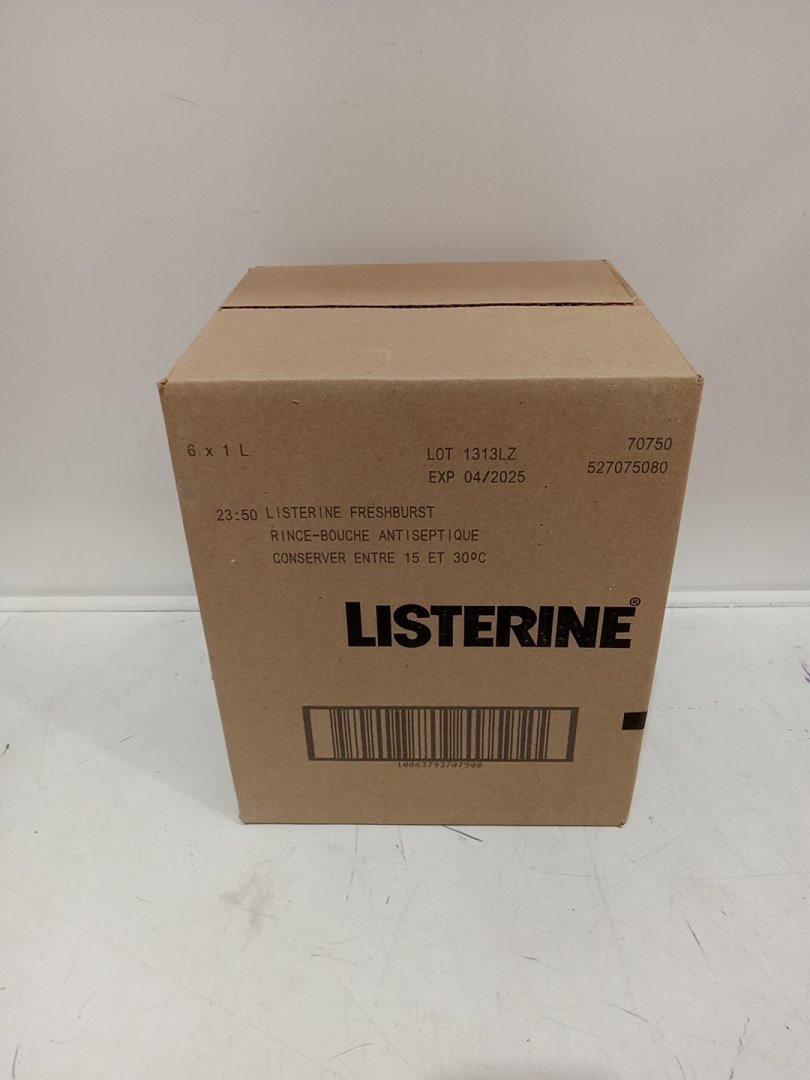 6 x 1 L
LOT 1313LZ
70750
EXP 04/2025
527075080
23:50 LISTERINE FRESHBURST
RINCE-BOUCHE ANTISEPTIQUE
CONSERVER ENTRE 15 ET 30ºC
LISTERINE®